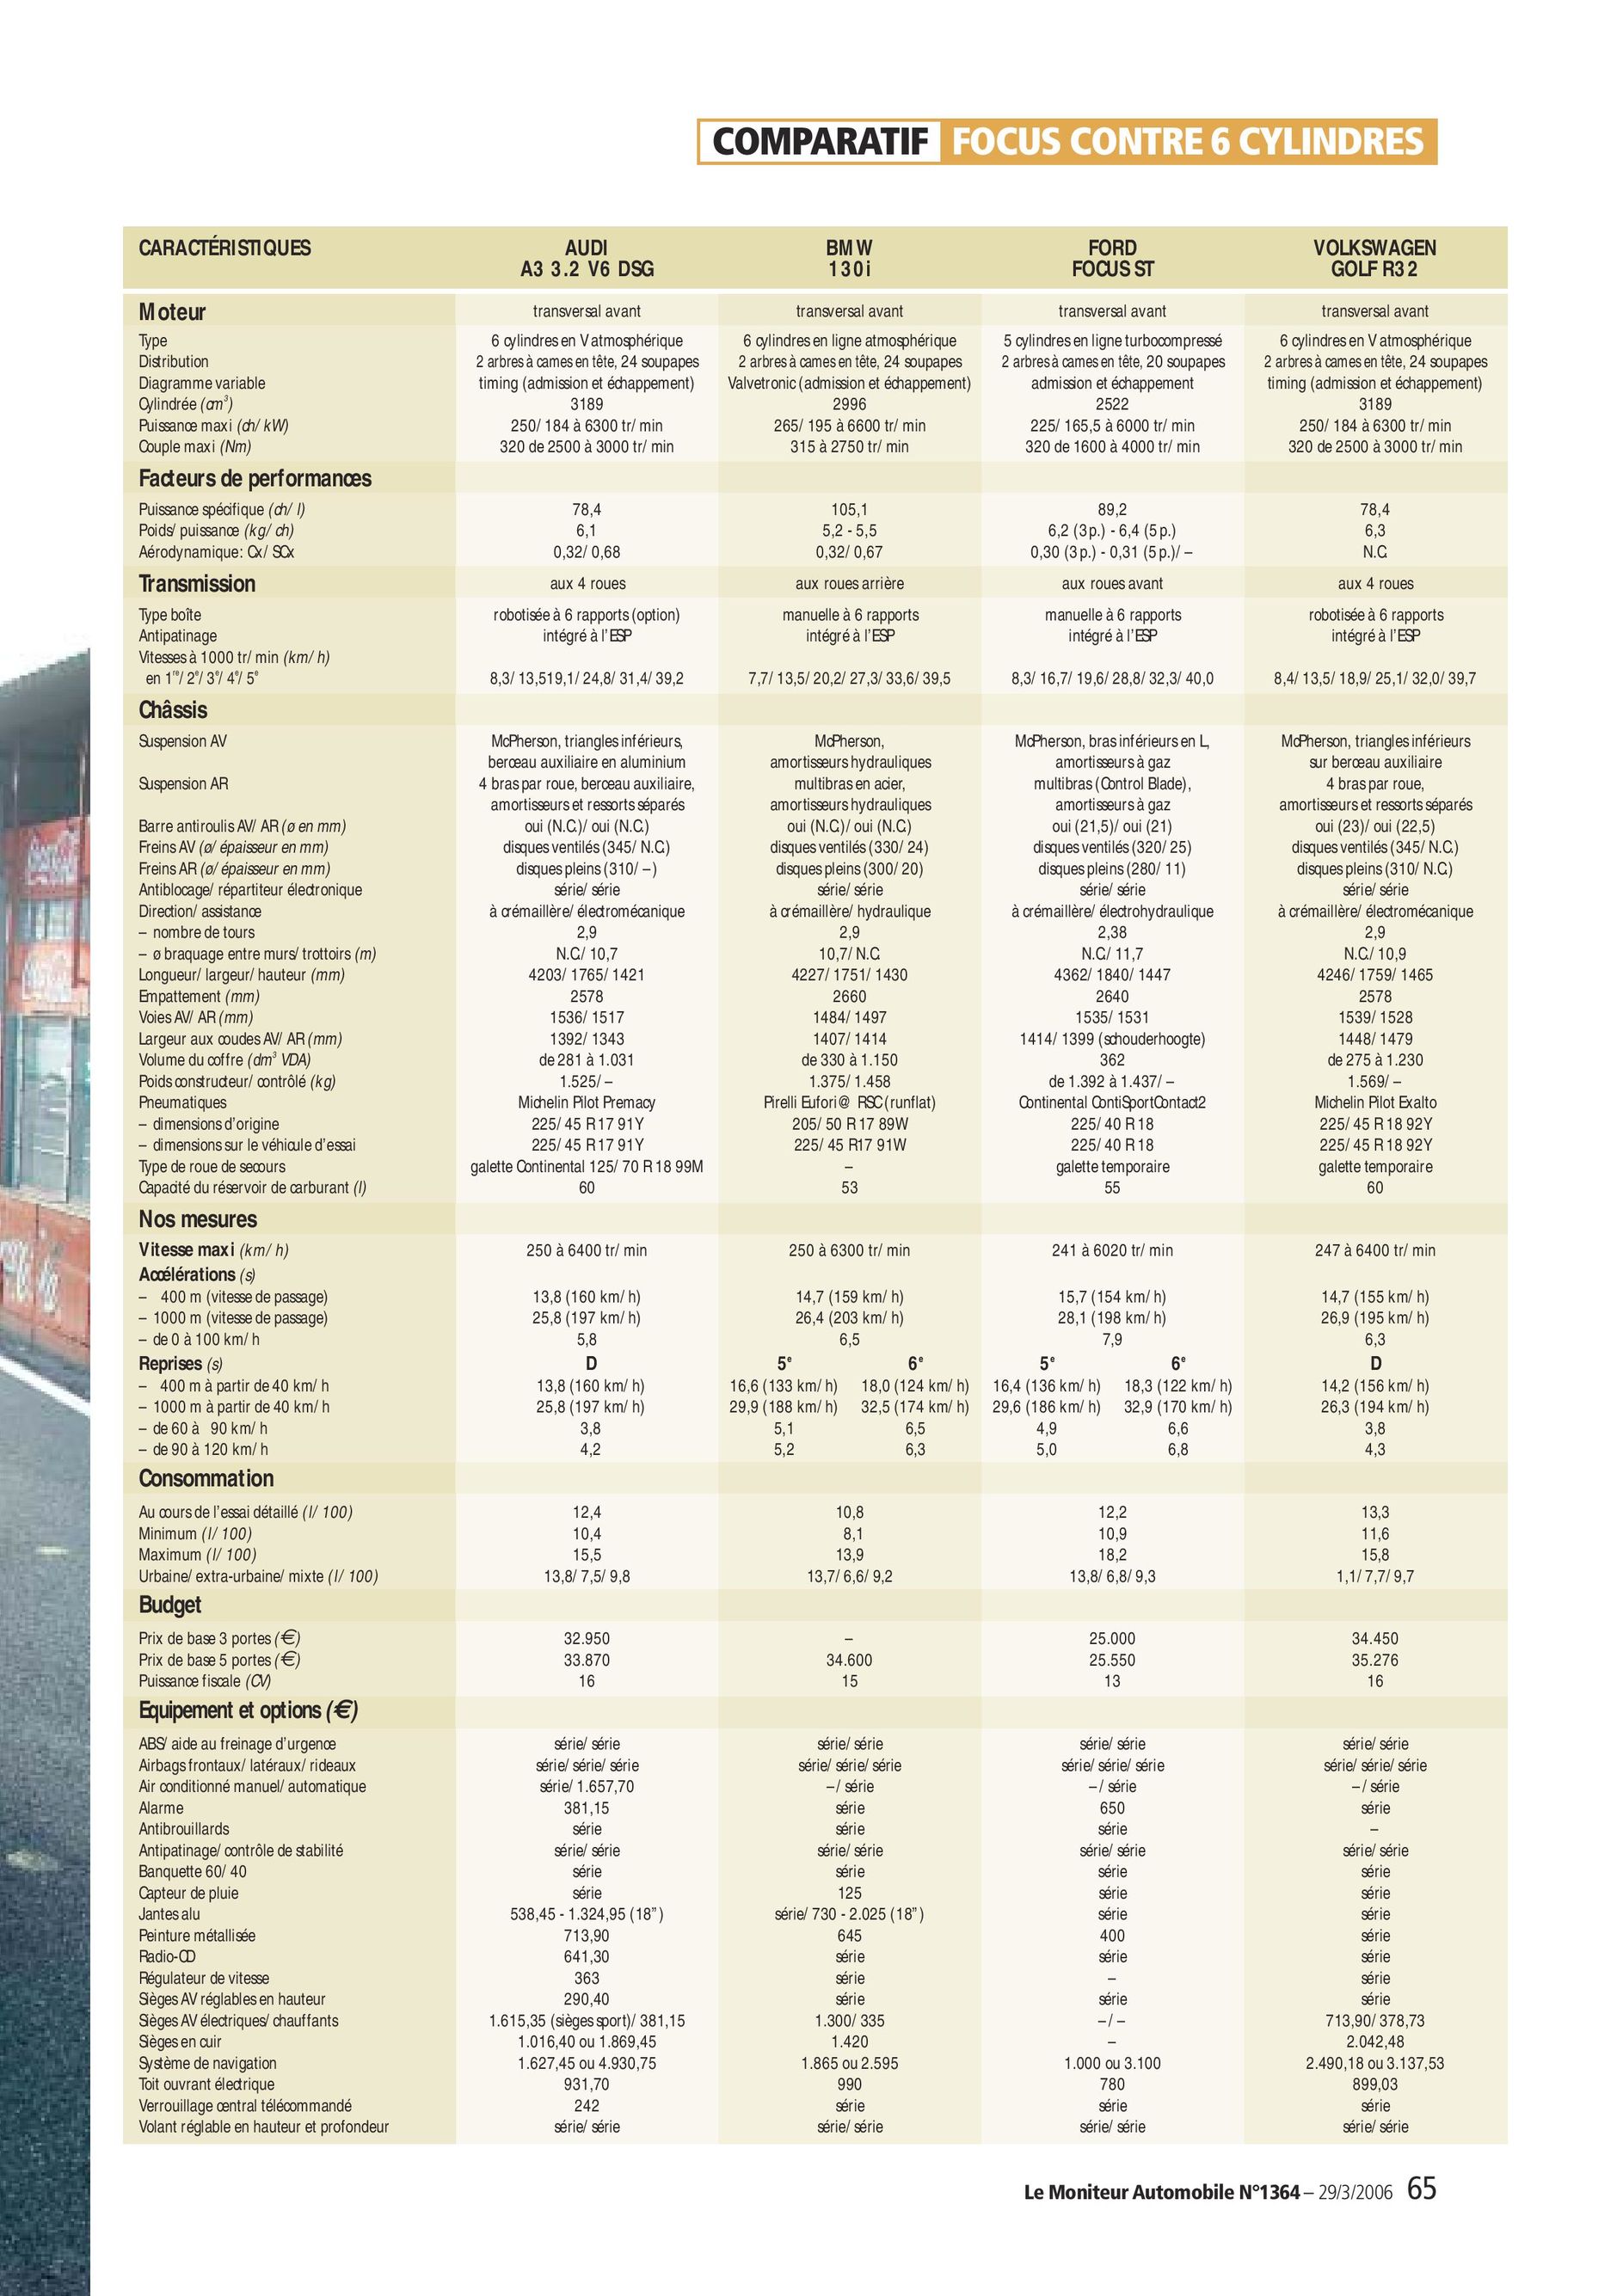 COMPARATIF FOCUS CONTRE 6 CYLINDRES
CARACTÉRISTIQUES AUDI BMW FORD VOLKSWAGEN
A3 3.2 V6 DSG 130i FOCUS ST GOLF R32
Moteur transversal avant transversal avant transversal avant transversal avant
Type 6 cylindres en V atmosphérique 6 cylindres en ligne atmosphérique 5 cylindres en ligne turbocompressé 6 cylindres en V atmosphérique
Distribution 2 arbres à cames en tête, 24 soupapes 2 arbres à cames en tête, 24 soupapes 2 arbres à cames en tête, 20 soupapes 2 arbres à cames en tête, 24 soupapes
Diagramme variable timing (admission et échappement) Valvetronic (admission et échappement) admission et échappement timing (admission et échappement)
Cylindrée (cm³) 3189 2996 2522 3189
Puissance maxi (ch/ kW) 250/ 184 à 6300 tr/ min 265/ 195 à 6600 tr/ min 225/ 165,5 à 6000 tr/ min 250/ 184 à 6300 tr/ min
Couple maxi (Nm) 320 de 2500 à 3000 tr/ min 315 à 2750 tr/ min 320 de 1600 à 4000 tr/ min 320 de 2500 à 3000 tr/ min
Facteurs de performances
Puissance spécifique (ch/ l) 78,4 105,1 89,2 78,4
Poids/ puissance (kg/ ch) 6,1 5,2 - 5,5 6,2 (3 p.) - 6,4 (5 p.) 6,3
Aérodynamique: Cx/ SCx 0,32/ 0,68 0,32/ 0,67 0,30 (3 p.) - 0,31 (5 p.)/ – N.C.
Transmission aux 4 roues aux roues arrière aux roues avant aux 4 roues
Type boîte robotisée à 6 rapports (option) manuelle à 6 rapports manuelle à 6 rapports robotisée à 6 rapports
Antipatinage intégré à l'ESP intégré à l'ESP intégré à l'ESP intégré à l'ESP
Vitesses à 1000 tr/ min (km/ h)
en 1re/ 2e/ 3e/ 4e/ 5e 8,3/ 13,519,1/ 24,8/ 31,4/ 39,2 7,7/ 13,5/ 20,2/ 27,3/ 33,6/ 39,5 8,3/ 16,7/ 19,6/ 28,8/ 32,3/ 40,0 8,4/ 13,5/ 18,9/ 25,1/ 32,0/ 39,7
Châssis
Suspension AV McPherson, triangles inférieurs, McPherson, McPherson, bras inférieurs en L, McPherson, triangles inférieurs
berceau auxiliaire en aluminium amortisseurs hydrauliques amortisseurs à gaz sur berceau auxiliaire
Suspension AR 4 bras par roue, berceau auxiliaire, multibras en acier, multibras (Control Blade), 4 bras par roue,
amortisseurs et ressorts séparés amortisseurs hydrauliques amortisseurs à gaz amortisseurs et ressorts séparés
Barre antiroulis AV/ AR (ø en mm) oui (N.C.)/ oui (N.C.) oui (N.C.)/ oui (N.C.) oui (21,5)/ oui (21) oui (23)/ oui (22,5)
Freins AV (ø/ épaisseur en mm) disques ventilés (345/ N.C.) disques ventilés (330/ 24) disques ventilés (320/ 25) disques ventilés (345/ N.C.)
Freins AR (ø/ épaisseur en mm) disques pleins (310/ –) disques pleins (300/ 20) disques pleins (280/ 11) disques pleins (310/ N.C.)
Antiblocage/ répartiteur électronique série/ série série/ série série/ série série/ série
Direction/ assistance à crémaillère/ électromécanique à crémaillère/ hydraulique à crémaillère/ électrohydraulique à crémaillère/ électromécanique
– nombre de tours 2,9 2,9 2,38 2,9
– ø braquage entre murs/ trottoirs (m) N.C./ 10,7 10,7/ N.C. N.C./ 11,7 N.C./ 10,9
Longueur/ largeur/ hauteur (mm) 4203/ 1765/ 1421 4227/ 1751/ 1430 4362/ 1840/ 1447 4246/ 1759/ 1465
Empattement (mm) 2578 2660 2640 2578
Voies AV/ AR (mm) 1536/ 1517 1484/ 1497 1535/ 1531 1539/ 1528
Largeur aux coudes AV/ AR (mm) 1392/ 1343 1407/ 1414 1414/ 1399 (schouderhoogte) 1448/ 1479
Volume du coffre (dm³ VDA) de 281 à 1.031 de 330 à 1.150 362 de 275 à 1.230
Poids constructeur/ contrôlé (kg) 1.525/ – 1.375/ 1.458 de 1.392 à 1.437/ – 1.569/ –
Pneumatiques Michelin Pilot Premacy Pirelli Eufori@ RSC (runflat) Continental ContiSportContact2 Michelin Pilot Exalto
– dimensions d'origine 225/ 45 R17 91Y 205/ 50 R17 89W 225/ 40 R18 225/ 45 R18 92Y
– dimensions sur le véhicule d'essai 225/ 45 R17 91Y 225/ 45 R17 91W 225/ 40 R18 225/ 45 R18 92Y
Type de roue de secours galette Continental 125/ 70 R18 99M – galette temporaire galette temporaire
Capacité du réservoir de carburant (l) 60 53 55 60
Nos mesures
Vitesse maxi (km/ h) 250 à 6400 tr/ min 250 à 6300 tr/ min 241 à 6020 tr/ min 247 à 6400 tr/ min
Accélérations (s)
– 400 m (vitesse de passage) 13,8 (160 km/ h) 14,7 (159 km/ h) 15,7 (154 km/ h) 14,7 (155 km/ h)
– 1000 m (vitesse de passage) 25,8 (197 km/ h) 26,4 (203 km/ h) 28,1 (198 km/ h) 26,9 (195 km/ h)
– de 0 à 100 km/ h 5,8 6,5 7,9 6,3
Reprises (s) D 5e 6e 5e 6e D
– 400 m à partir de 40 km/ h 13,8 (160 km/ h) 16,6 (133 km/ h) 18,0 (124 km/ h) 16,4 (136 km/ h) 18,3 (122 km/ h) 14,2 (156 km/ h)
– 1000 m à partir de 40 km/ h 25,8 (197 km/ h) 29,9 (188 km/ h) 32,5 (174 km/ h) 29,6 (186 km/ h) 32,9 (170 km/ h) 26,3 (194 km/ h)
– de 60 à 90 km/ h 3,8 5,1 6,5 4,9 6,6 3,8
– de 90 à 120 km/ h 4,2 5,2 6,3 5,0 6,8 4,3
Consommation
Au cours de l'essai détaillé (l/ 100) 12,4 10,8 12,2 13,3
Minimum (l/ 100) 10,4 8,1 10,9 11,6
Maximum (l/ 100) 15,5 13,9 18,2 15,8
Urbaine/ extra-urbaine/ mixte (l/ 100) 13,8/ 7,5/ 9,8 13,7/ 6,6/ 9,2 13,8/ 6,8/ 9,3 1,1/ 7,7/ 9,7
Budget
Prix de base 3 portes (€) 32.950 – 25.000 34.450
Prix de base 5 portes (€) 33.870 34.600 25.550 35.276
Puissance fiscale (CV) 16 15 13 16
Equipement et options (€)
ABS/ aide au freinage d'urgence série/ série série/ série série/ série série/ série
Airbags frontaux/ latéraux/ rideaux série/ série/ série série/ série/ série série/ série/ série série/ série/ série
Air conditionné manuel/ automatique série/ 1.657,70 –/ série –/ série –/ série
Alarme 381,15 série 650 série
Antibrouillards série série série –
Antipatinage/ contrôle de stabilité série/ série série/ série série/ série série/ série
Banquette 60/ 40 série série série série
Capteur de pluie série 125 série série
Jantes alu 538,45 - 1.324,95 (18") série/ 730 - 2.025 (18") série série
Peinture métallisée 713,90 645 400 série
Radio-CD 641,30 série série série
Régulateur de vitesse 363 série – série
Sièges AV réglables en hauteur 290,40 série série série
Sièges AV électriques/ chauffants 1.615,35 (sièges sport)/ 381,15 1.300/ 335 –/ – 713,90/ 378,73
Sièges en cuir 1.016,40 ou 1.869,45 1.420 – 2.042,48
Système de navigation 1.627,45 ou 4.930,75 1.865 ou 2.595 1.000 ou 3.100 2.490,18 ou 3.137,53
Toit ouvrant électrique 931,70 990 780 899,03
Verrouillage central télécommandé 242 série série série
Volant réglable en hauteur et profondeur série/ série série/ série série/ série série/ série
Le Moniteur Automobile N°1364 – 29/3/2006 65